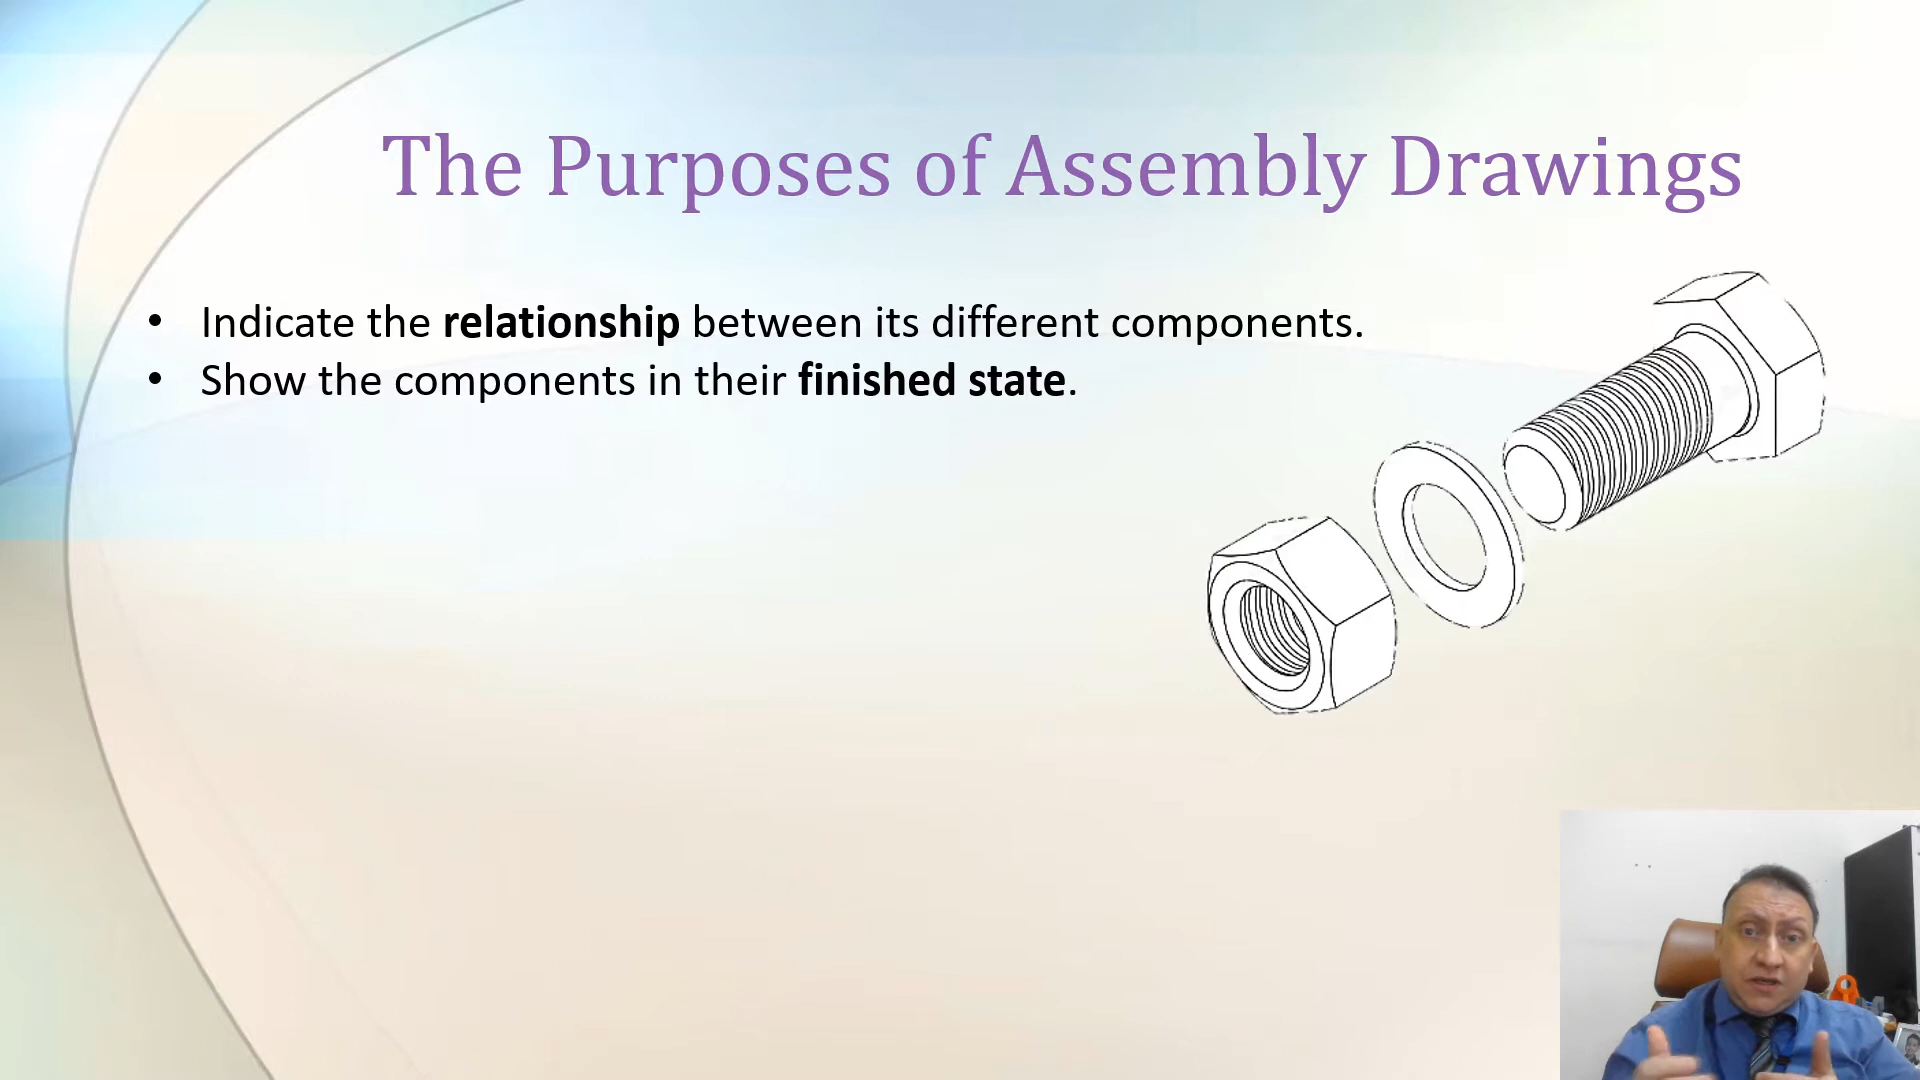 The Purposes of Assembly Drawings
• Indicate the relationship between its different components.
• Show the components in their finished state.